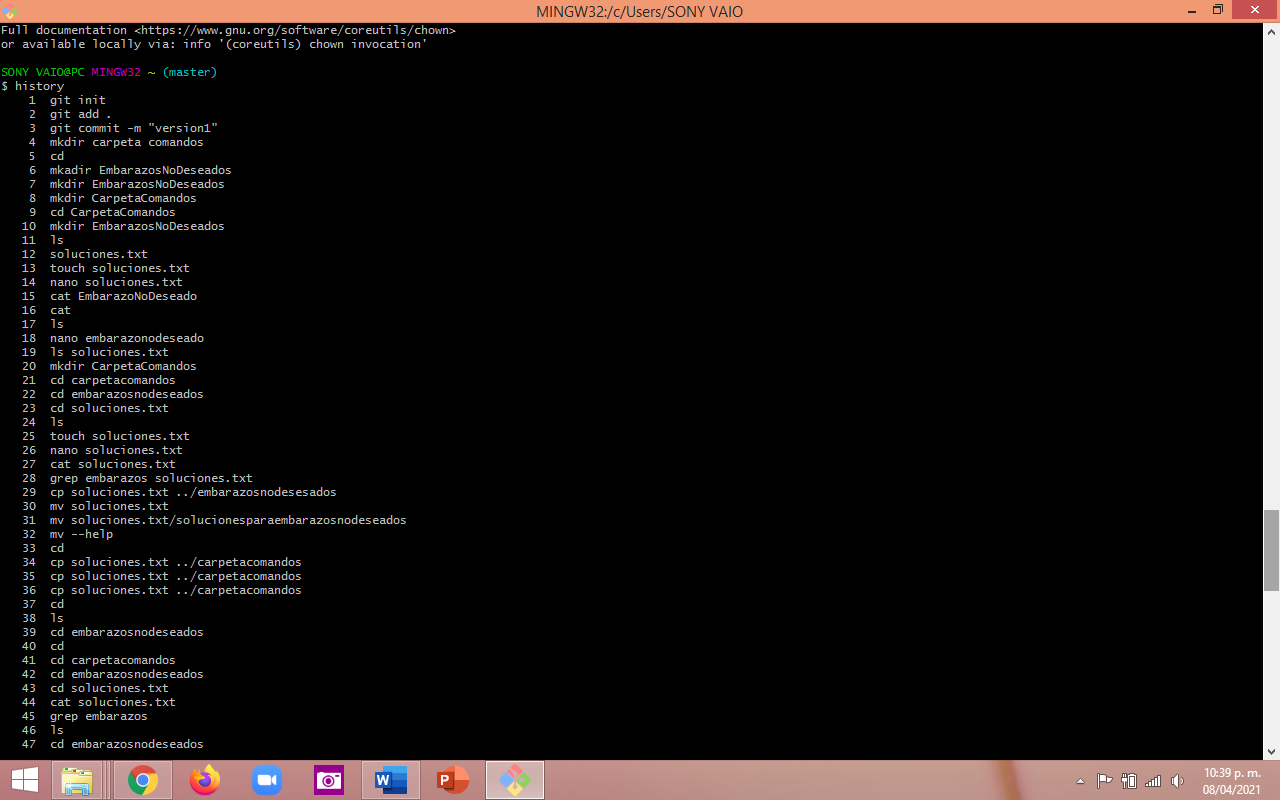 MINGW32:/c/Users/SONY VAIO
Full documentation <https://www.gnu.org/software/coreutils/chown>
or available locally via: info '(coreutils) chown invocation'
SONY VAIO@PC MINGW32 ~ (master)
$ history
1 git init
2 git add .
3 git commit -m "version1"
4 mkdir carpeta comandos
5 cd
6 mkadir EmbarazosNoDeseados
7 mkdir EmbarazosNoDeseados
8 mkdir CarpetaComandos
9 cd CarpetaComandos
10 mkdir EmbarazosNoDeseados
11 ls
12 soluciones.txt
13 touch soluciones.txt
14 nano soluciones.txt
15 cat EmbarazoNoDeseado
16 cat
17 ls
18 nano embarazonodeseado
19 ls soluciones.txt
20 mkdir CarpetaComandos
21 cd carpetacomandos
22 cd embarazosnodeseados
23 cd soluciones.txt
24 ls
25 touch soluciones.txt
26 nano soluciones.txt
27 cat soluciones.txt
28 grep embarazos soluciones.txt
29 cp soluciones.txt ../embarazosnodesesados
30 mv soluciones.txt
31 mv soluciones.txt/solucionesparaembarazosnodeseados
32 mv --help
33 cd
34 cp soluciones.txt ../carpetacomandos
35 cp soluciones.txt ../carpetacomandos
36 cp soluciones.txt ../carpetacomandos
37 cd
38 ls
39 cd embarazosnodeseados
40 cd
41 cd carpetacomandos
42 cd embarazosnodeseados
43 cd soluciones.txt
44 cat soluciones.txt
45 grep embarazos
46 ls
47 cd embarazosnodeseados
10:39 p. m.
08/04/2021